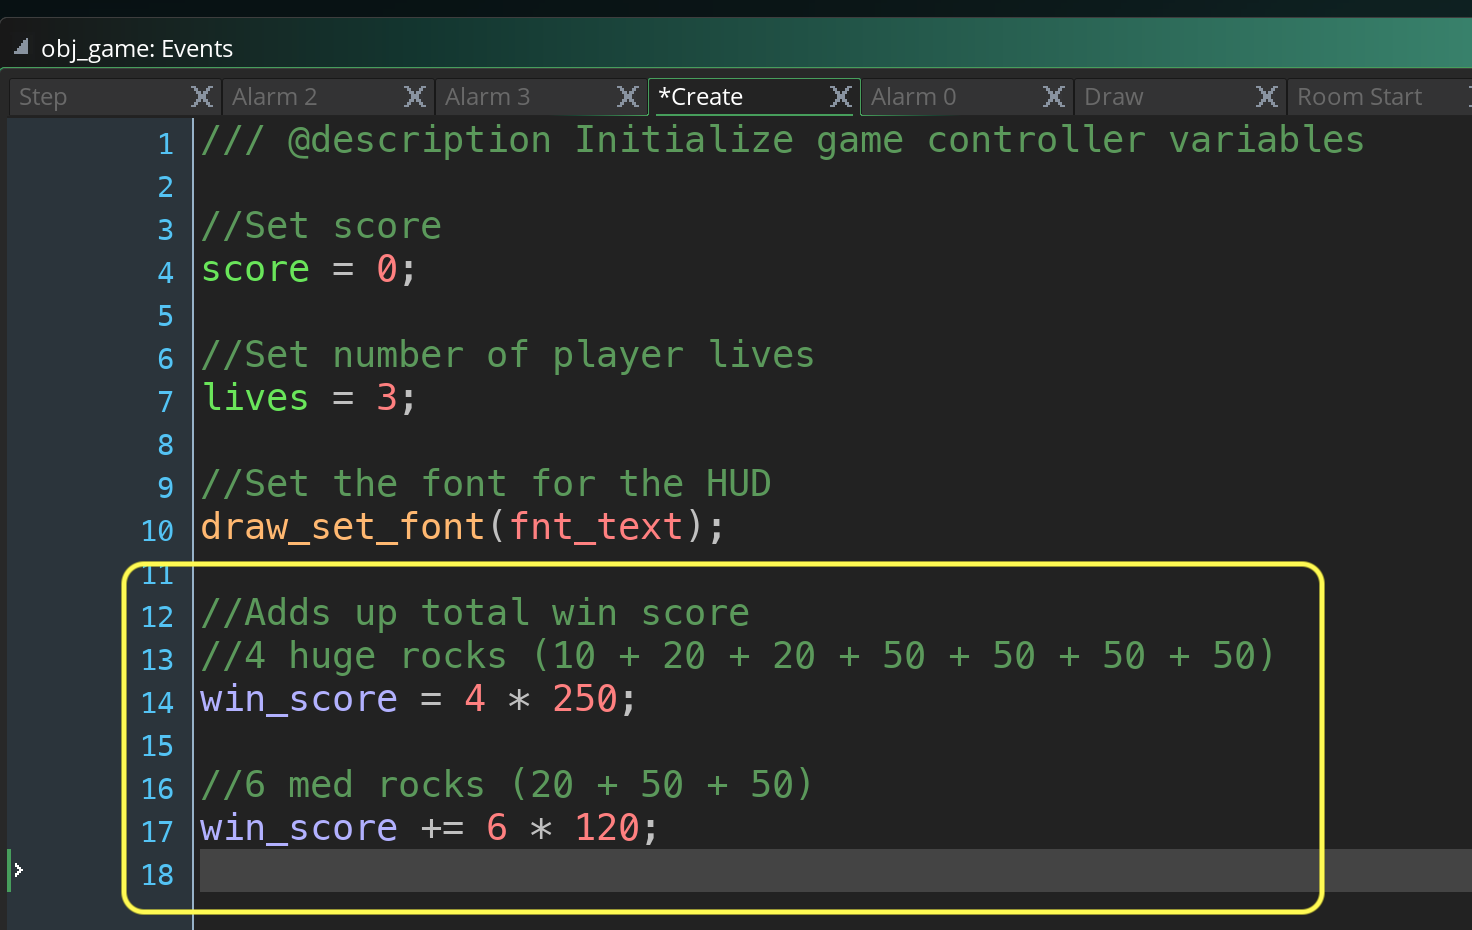 obj_game: Events
Step Alarm 2 Alarm 3 *Create Alarm 0 Draw Room Start
1 /// @description Initialize game controller variables
2
3 //Set score
4 score = 0;
5
6 //Set number of player lives
7 lives = 3;
8
9 //Set the font for the HUD
10 draw_set_font(fnt_text);
11
12 //Adds up total win score
13 //4 huge rocks (10 + 20 + 20 + 50 + 50 + 50 + 50)
14 win_score = 4 * 250;
15
16 //6 med rocks (20 + 50 + 50)
17 win_score += 6 * 120;
18